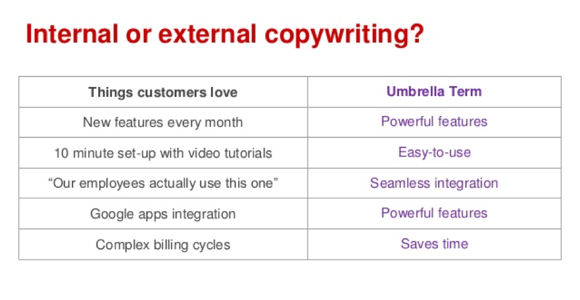 Internal or external copywriting?
Things customers love Umbrella Term
New features every month Powerful features
10 minute set-up with video tutorials Easy-to-use
“Our employees actually use this one” Seamless integration
Google apps integration Powerful features
Complex billing cycles Saves time